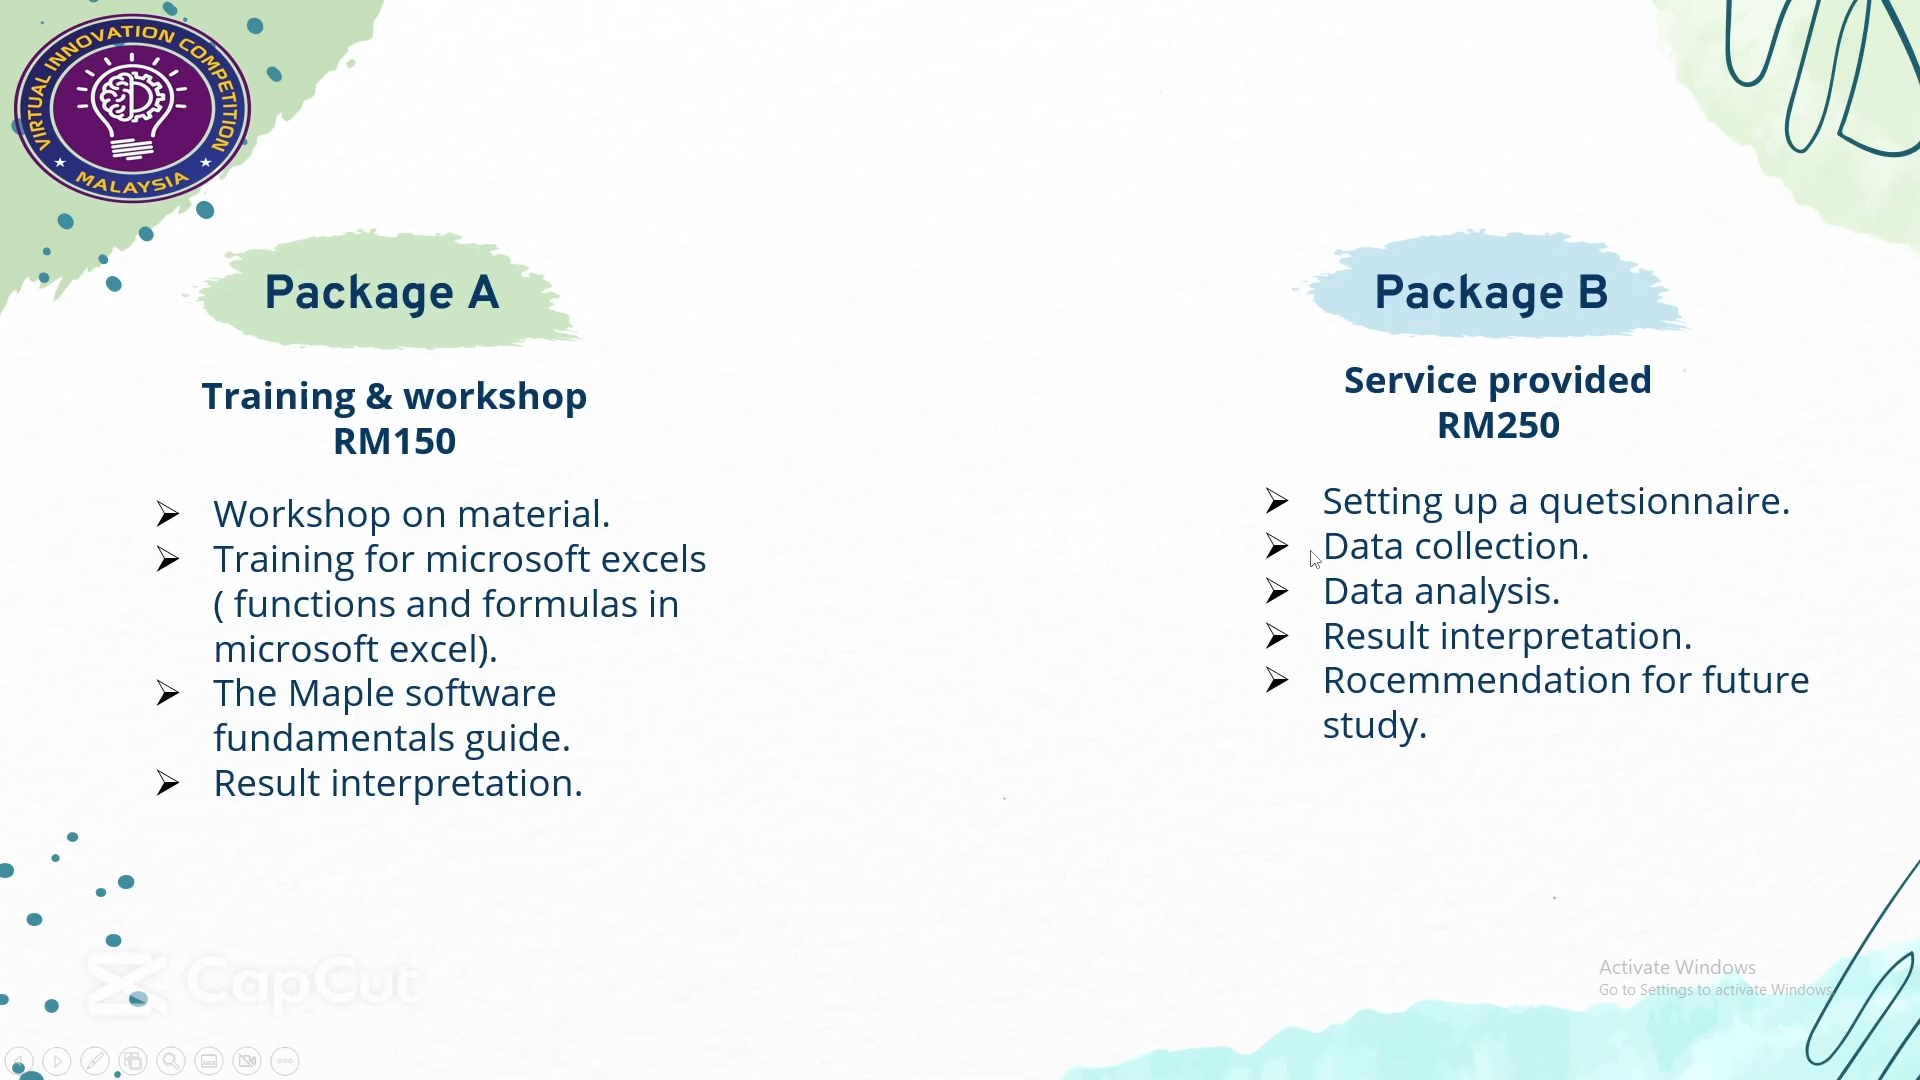 VIRTUAL INNOVATION COMPETITION
MALAYSIA
Package A
Training & workshop
RM150
Workshop on material.
Training for microsoft excels
( functions and formulas in
microsoft excel).
The Maple software
fundamentals guide.
Result interpretation.
Package B
Service provided
RM250
Setting up a quetsionnaire.
Data collection.
Data analysis.
Result interpretation.
Rocemmendation for future
study.
CapCut
Activate Windows
Go to Settings to activate Windows.